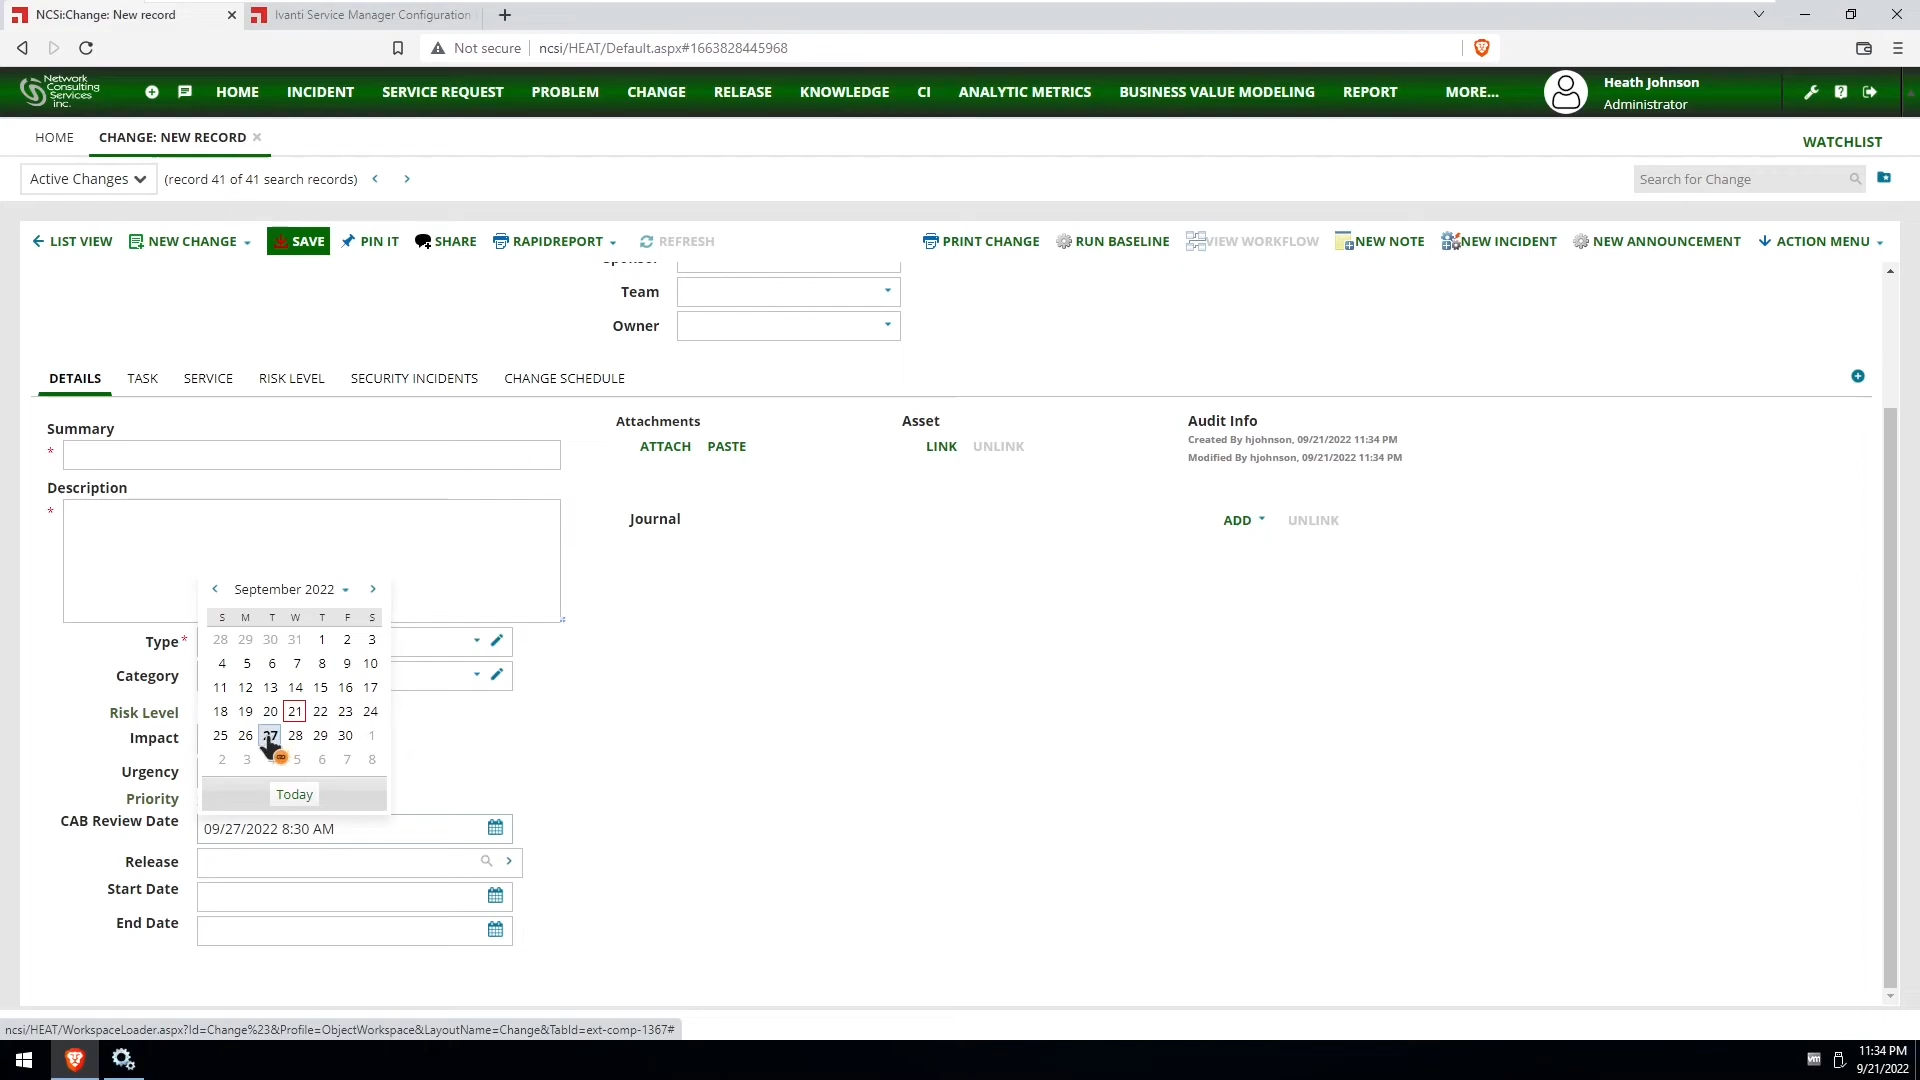 NCSi:Change: New record
Ivanti Service Manager Configuration
Not secure ncsi/HEAT/Default.aspx#1663828445968
Network Consulting Services inc.
HOME INCIDENT SERVICE REQUEST PROBLEM CHANGE RELEASE KNOWLEDGE CI ANALYTIC METRICS BUSINESS VALUE MODELING REPORT MORE...
Heath Johnson
Administrator
HOME CHANGE: NEW RECORD
WATCHLIST
Active Changes (record 41 of 41 search records)
Search for Change
LIST VIEW NEW CHANGE SAVE PIN IT SHARE RAPIDREPORT REFRESH PRINT CHANGE RUN BASELINE VIEW WORKFLOW NEW NOTE NEW INCIDENT NEW ANNOUNCEMENT ACTION MENU
Team
Owner
DETAILS TASK SERVICE RISK LEVEL SECURITY INCIDENTS CHANGE SCHEDULE
Summary
*
Attachments
ATTACH PASTE
Asset
LINK UNLINK
Audit Info
Created By hjohnson, 09/21/2022 11:34 PM
Modified By hjohnson, 09/21/2022 11:34 PM
Description
*
Journal
ADD UNLINK
September 2022
S M T W T F S
28 29 30 31 1 2 3
4 5 6 7 8 9 10
11 12 13 14 15 16 17
18 19 20 21 22 23 24
25 26 27 28 29 30 1
2 3 5 6 7 8
Today
Type *
Category
Risk Level
Impact
Urgency
Priority
CAB Review Date 09/27/2022 8:30 AM
Release
Start Date
End Date
ncsi/HEAT/WorkspaceLoader.aspx?Id=Change%23&Profile=ObjectWorkspace&LayoutName=Change&TabId=ext-comp-1367#
vm
11:34 PM
9/21/2022